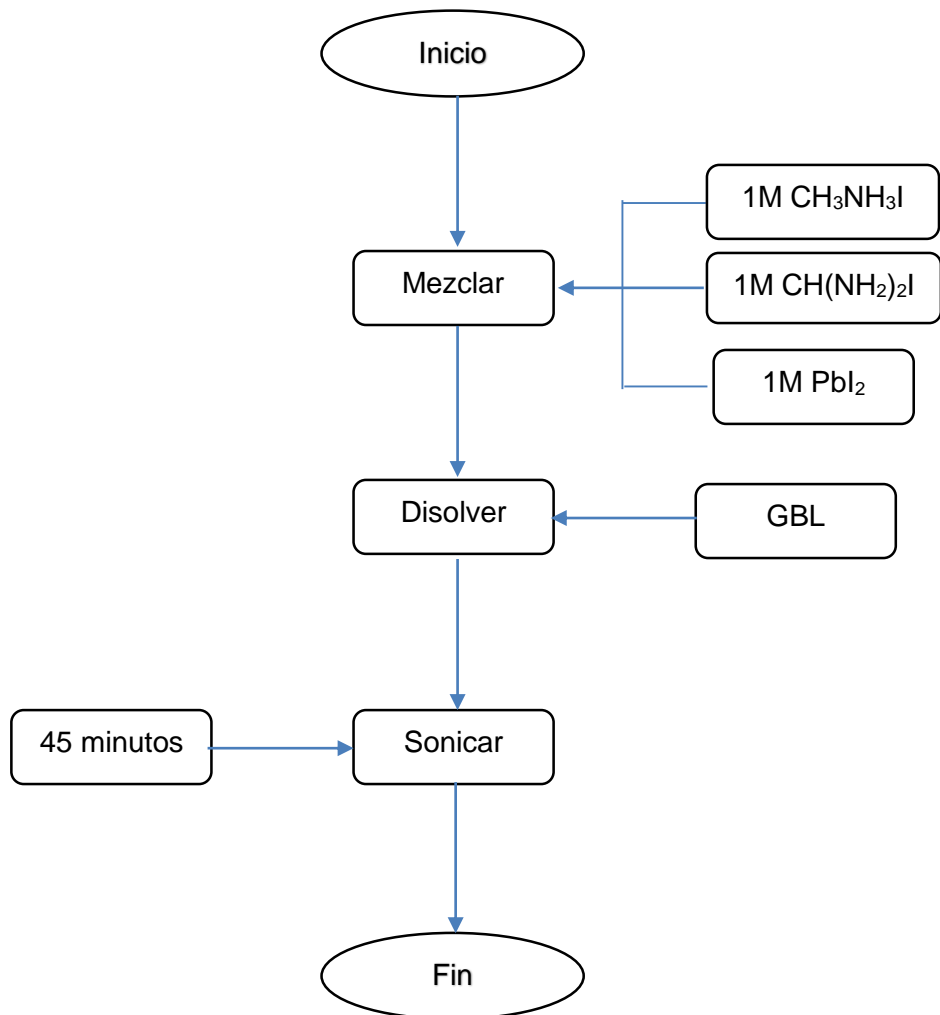 Inicio
1M CH₃NH₃I
Mezclar
1M CH(NH₂)₂I
1M PbI₂
Disolver
GBL
45 minutos
Sonicar
Fin